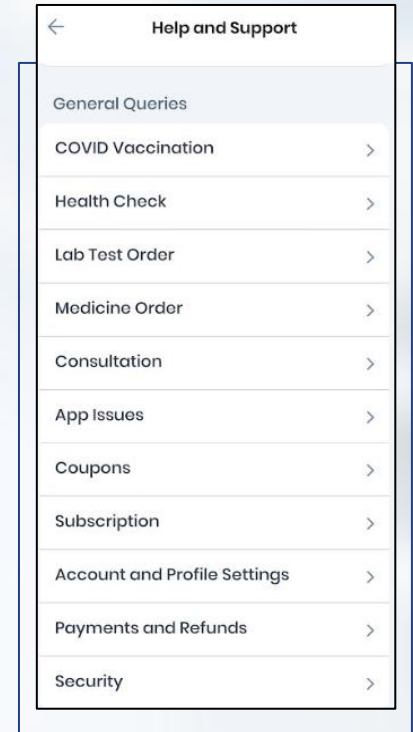 Help and Support
General Queries
COVID Vaccination
Health Check
Lab Test Order
Medicine Order
Consultation
App Issues
Coupons
Subscription
Account and Profile Settings
Payments and Refunds
Security